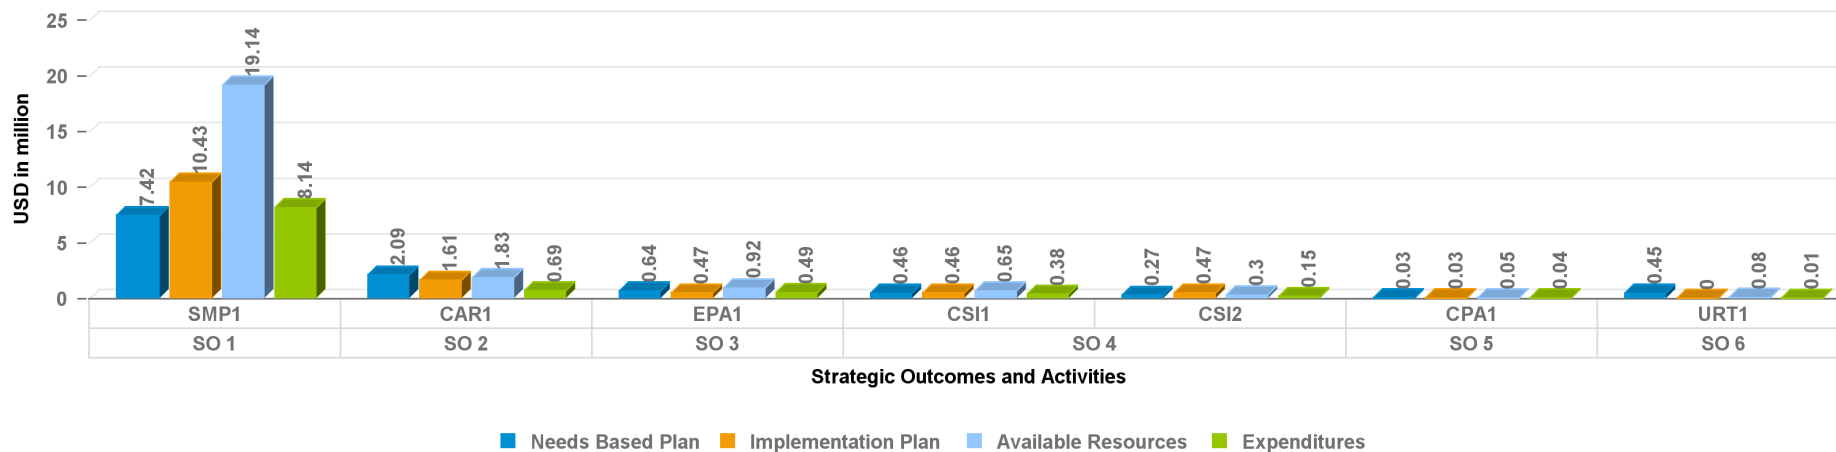 USD in million
25
20
15
10
5
0
7.42 10.43 19.14 8.14 2.09 1.61 1.83 0.69 0.64 0.47 0.92 0.49 0.46 0.46 0.65 0.38 0.27 0.47 0.3 0.15 0.03 0.03 0.05 0.04 0.45 0 0.08 0.01
SMP1 CAR1 EPA1 CSI1 CSI2 CPA1 URT1
SO 1 SO 2 SO 3 SO 4 SO 5 SO 6
Strategic Outcomes and Activities
Needs Based Plan Implementation Plan Available Resources Expenditures